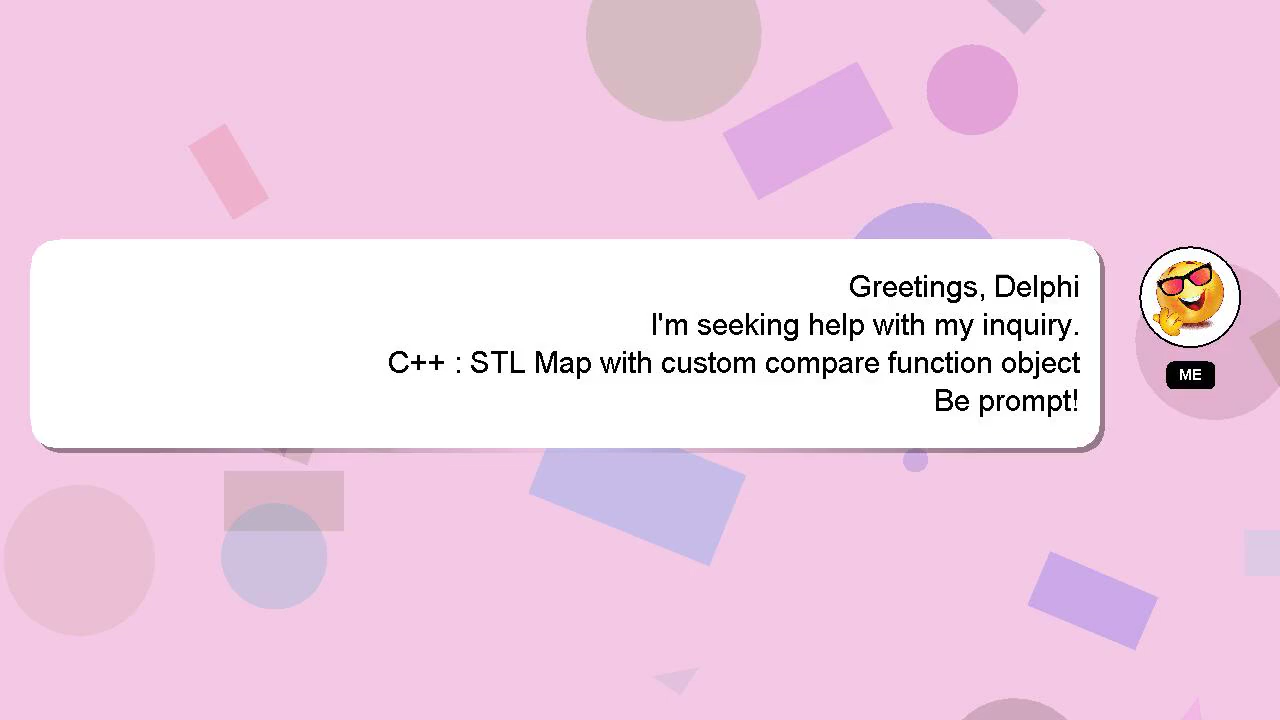 Greetings, Delphi
I'm seeking help with my inquiry.
C++ : STL Map with custom compare function object
Be prompt!
ME